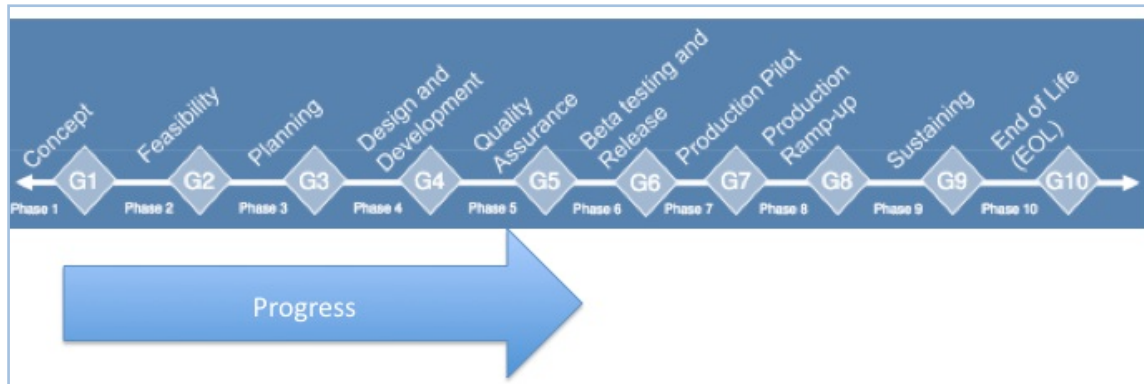 Concept
Feasibility
Planning
Design and
Development
Quality
Assurance
Beta testing and
Release
Production Pilot
Production
Ramp-up
Sustaining
End of Life
(EOL)
G1
G2
G3
G4
G5
G6
G7
G8
G9
G10
Phase 1
Phase 2
Phase 3
Phase 4
Phase 5
Phase 6
Phase 7
Phase 8
Phase 9
Phase 10
Progress